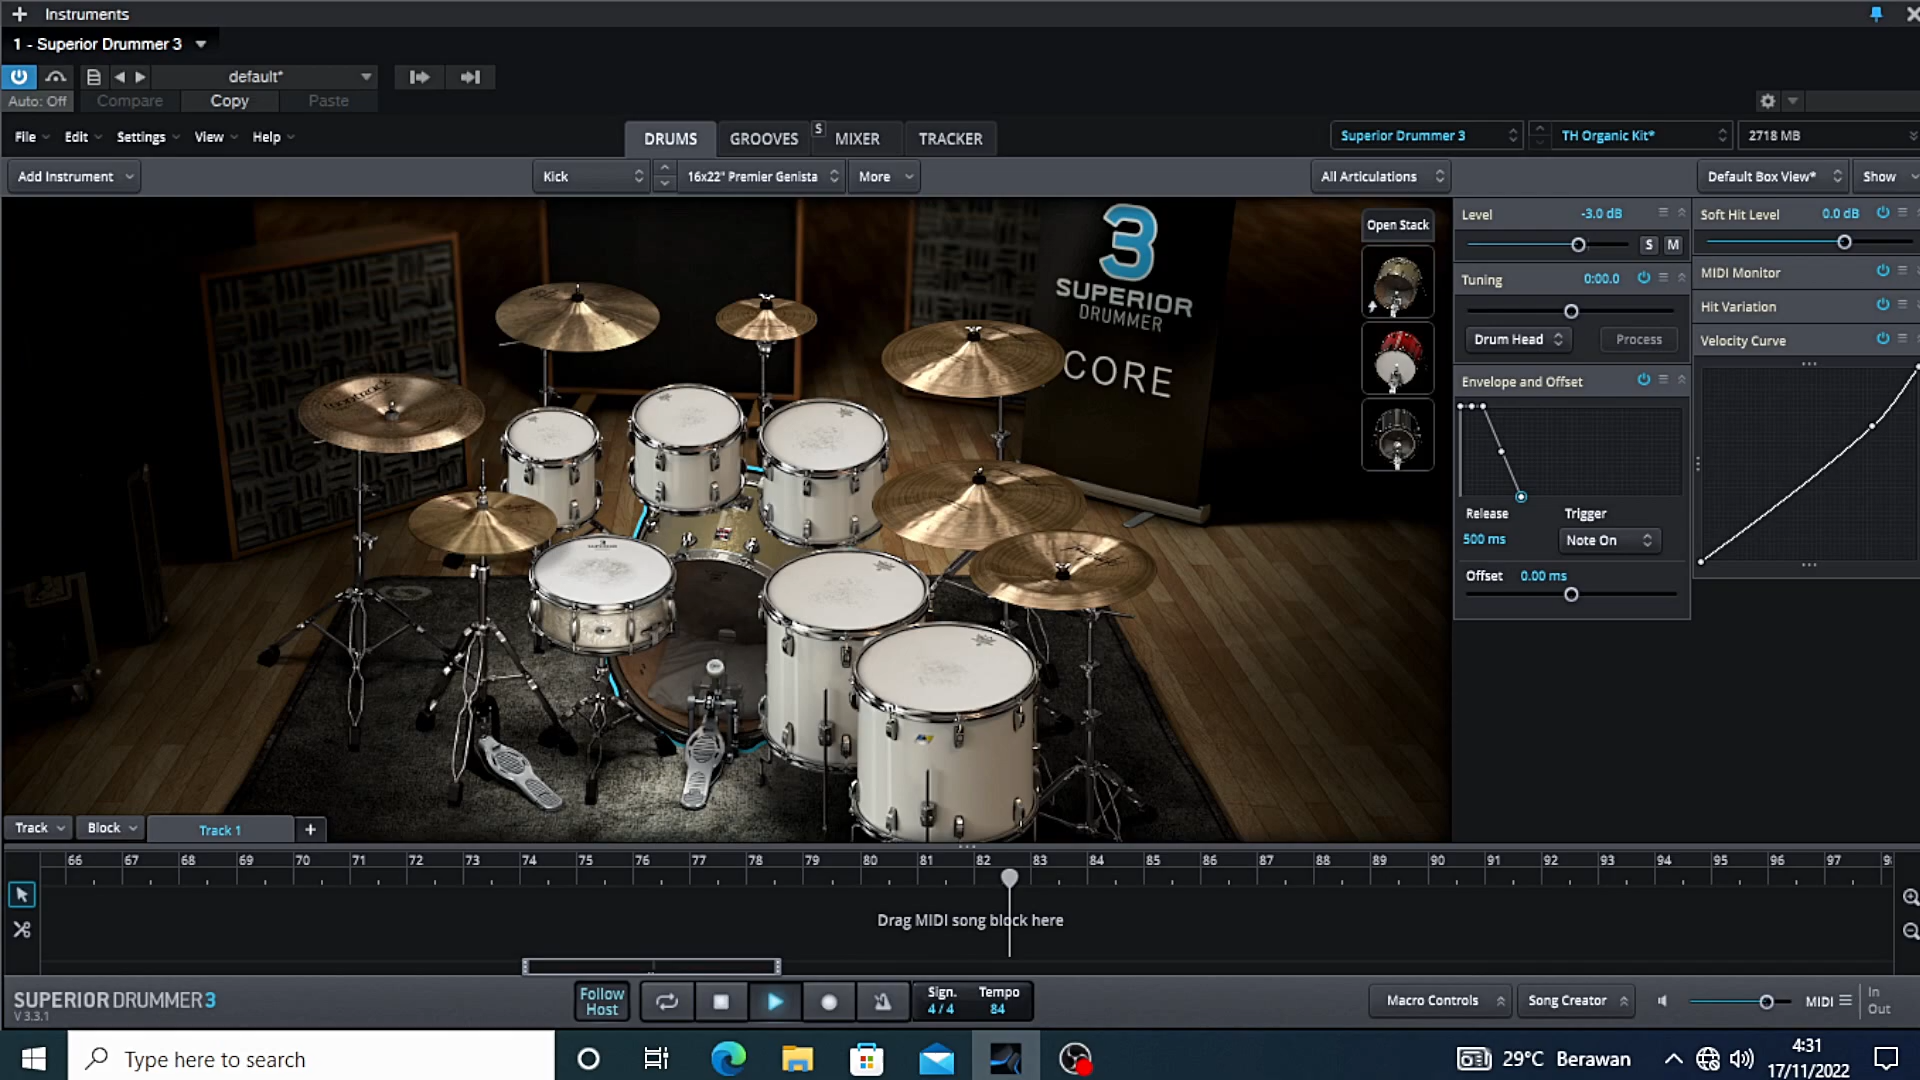 Instruments
1 - Superior Drummer 3
default*
Auto: Off Compare Copy Paste
File Edit Settings View Help
DRUMS GROOVES S MIXER TRACKER
Superior Drummer 3 TH Organic Kit* 2718 MB
Add Instrument Kick 16x22" Premier Genista More All Articulations Default Box View* Show
Open Stack
3
SUPERIOR
DRUMMER
CORE
Level -3.0 dB
S M
Tuning 0:00.0
Drum Head Process
Envelope and Offset
Release Trigger
500 ms Note On
Offset 0.00 ms
Soft Hit Level 0.0 dB
MIDI Monitor
Hit Variation
Velocity Curve
Track Block Track 1 +
66 67 68 69 70 71 72 73 74 75 76 77 78 79 80 81 82 83 84 85 86 87 88 89 90 91 92 93 94 95 96 97
Drag MIDI song block here
SUPERIOR DRUMMER 3
V 3.3.1
Follow
Host
Sign. Tempo
4 / 4 84
Macro Controls Song Creator MIDI In
Out
Type here to search
29°C Berawan
4:31
17/11/2022